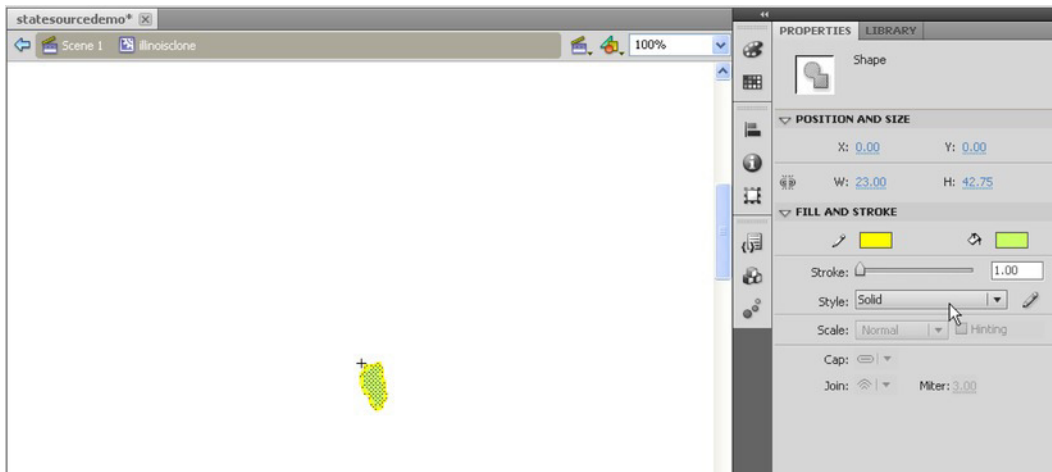 statesourcedemo*
Scene 1 illinoisclone 100%
PROPERTIES LIBRARY
Shape
POSITION AND SIZE
X: 0.00 Y: 0.00
W: 23.00 H: 42.75
FILL AND STROKE
Stroke: 1.00
Style: Solid
Scale: Normal Hinting
Cap:
Join: Miter: 3.00